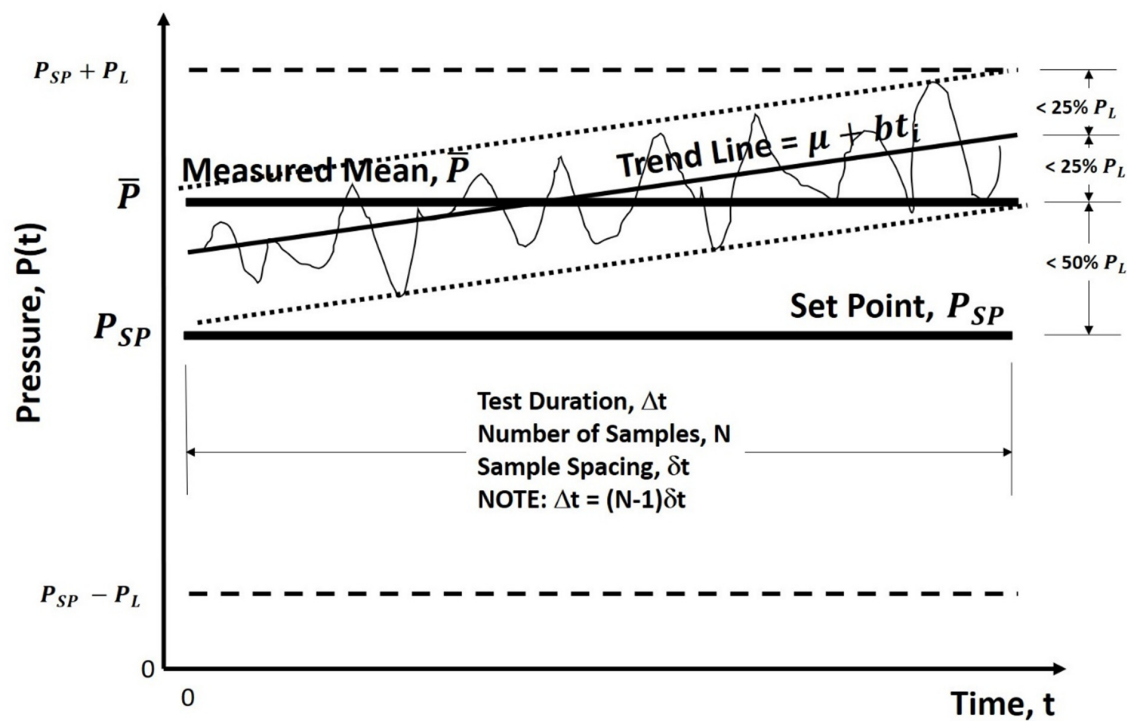 P_SP + P_L
< 25% P_L
Trend Line = μ + bt_i
Measured Mean, P̅
< 25% P_L
P̅
< 50% P_L
Pressure, P(t)
Set Point, P_SP
P_SP
Test Duration, Δt
Number of Samples, N
Sample Spacing, δt
NOTE: Δt = (N-1)δt
P_SP − P_L
0
0
Time, t